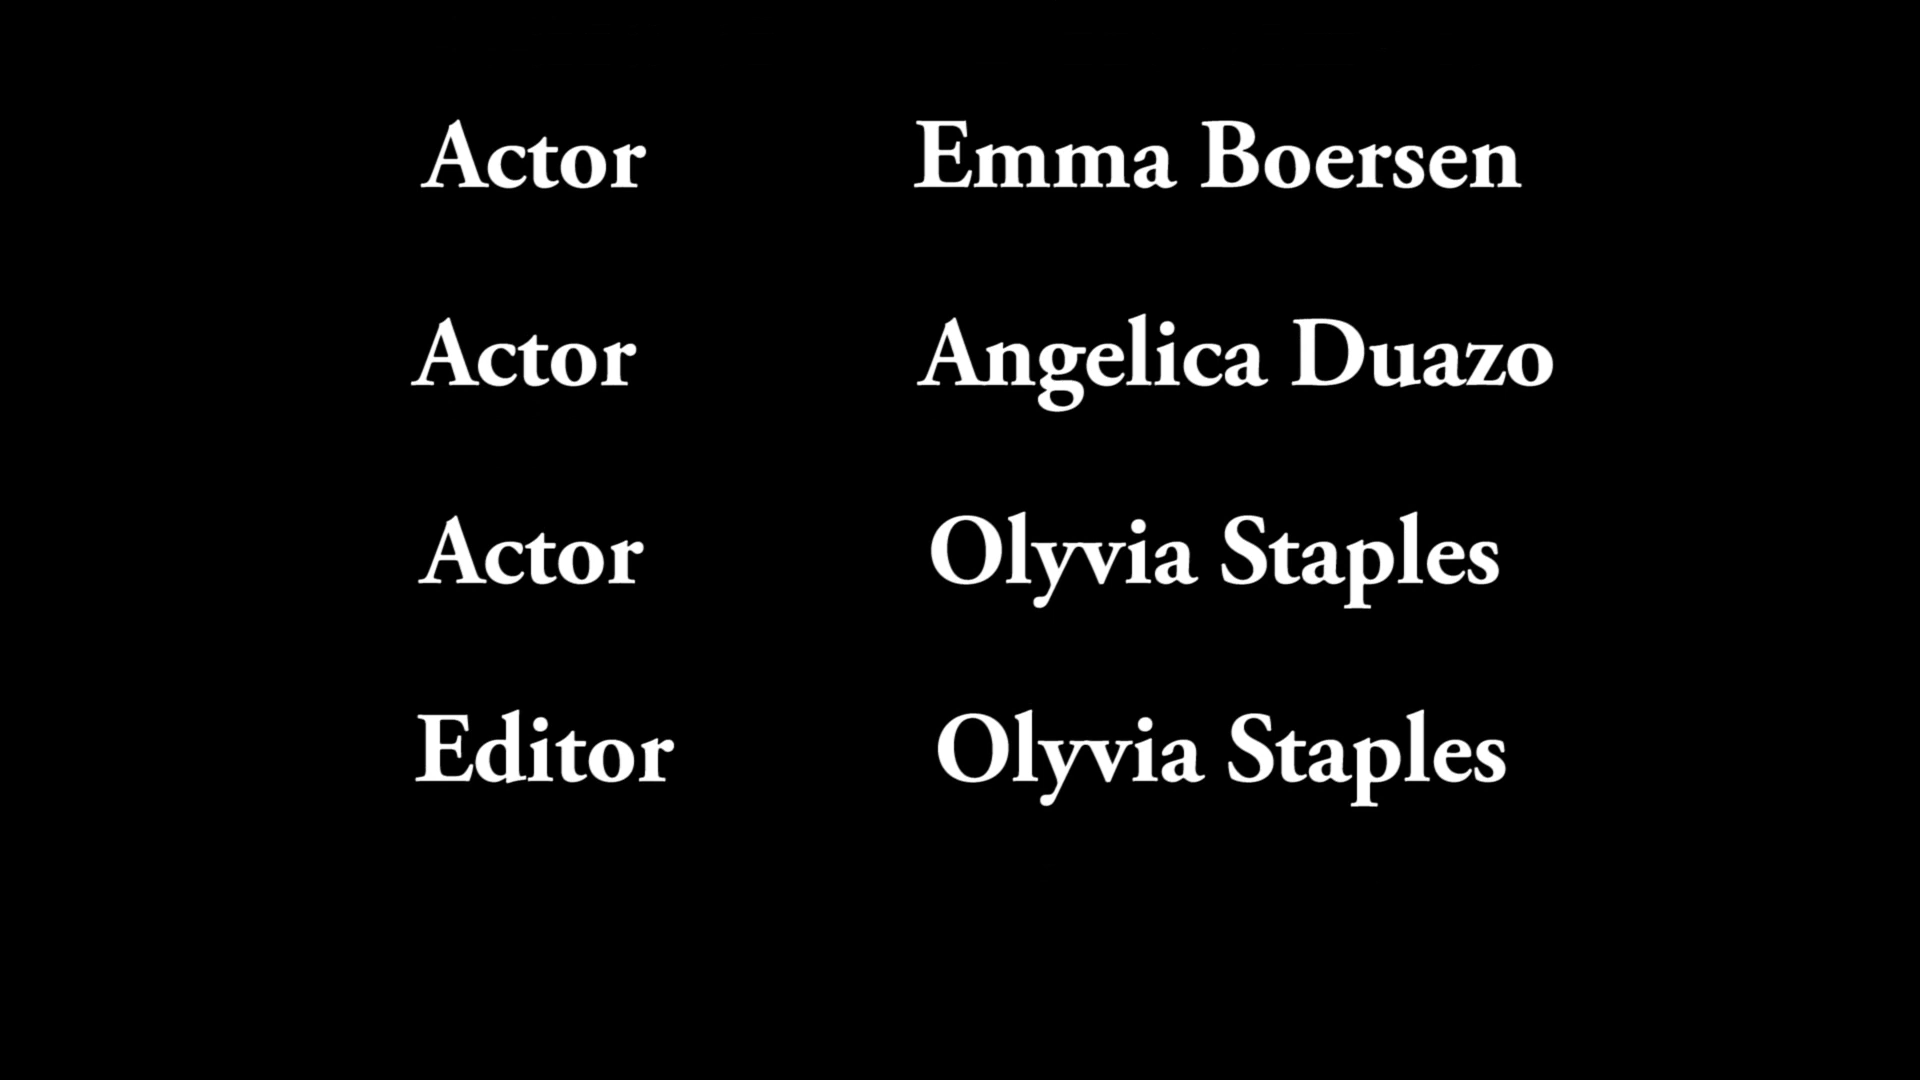 Actor Emma Boersen
Actor Angelica Duazo
Actor Olyvia Staples
Editor Olyvia Staples